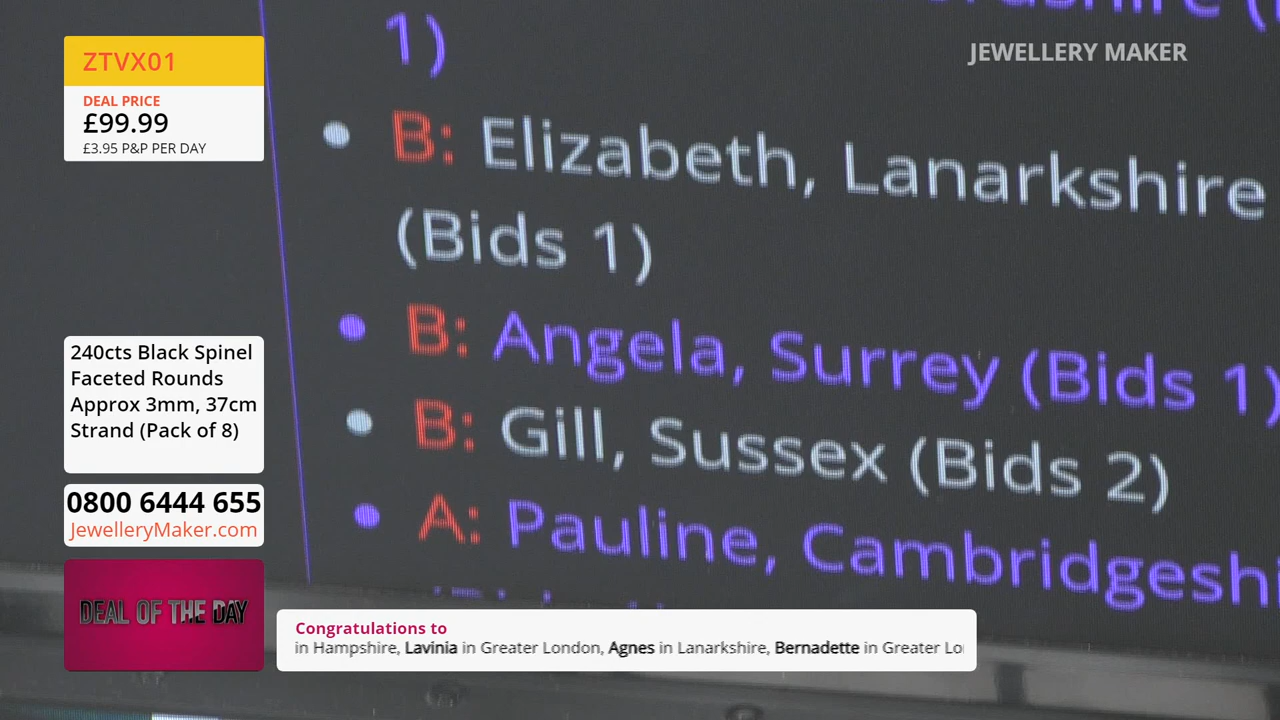 ZTVX01
DEAL PRICE
£99.99
£3.95 P&P PER DAY
JEWELLERY MAKER
1)
B: Elizabeth, Lanarkshire
(Bids 1)
B: Angela, Surrey (Bids 1)
B: Gill, Sussex (Bids 2)
A: Pauline, Cambridgeshi
240cts Black Spinel
Faceted Rounds
Approx 3mm, 37cm
Strand (Pack of 8)
0800 6444 655
JewelleryMaker.com
DEAL OF THE DAY
Congratulations to
in Hampshire, Lavinia in Greater London, Agnes in Lanarkshire, Bernadette in Greater Lo